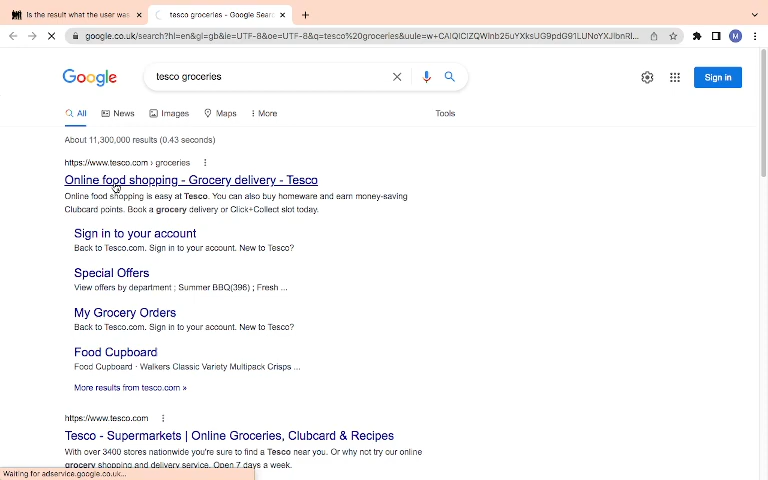 Is the result what the user was
tesco groceries - Google Sear
google.co.uk/search?hl=en&gl=gb&ie=UTF-8&oe=UTF-8&q=tesco%20groceries&uule=w+CAIQICIZQWlnb25uYXksUG9pdG91LUNoYXJlbnRl...
M
Google
tesco groceries
Sign in
All News Images Maps More Tools
About 11,300,000 results (0.43 seconds)
https://www.tesco.com › groceries
Online food shopping - Grocery delivery - Tesco
Online food shopping is easy at Tesco. You can also buy homeware and earn money-saving
Clubcard points. Book a grocery delivery or Click+Collect slot today.
Sign in to your account
Back to Tesco.com. Sign in to your account. New to Tesco?
Special Offers
View offers by department ; Summer BBQ(396) ; Fresh ...
My Grocery Orders
Back to Tesco.com. Sign in to your account. New to Tesco?
Food Cupboard
Food Cupboard · Walkers Classic Variety Multipack Crisps ...
More results from tesco.com »
https://www.tesco.com
Tesco - Supermarkets | Online Groceries, Clubcard & Recipes
With over 3400 stores nationwide you're sure to find a Tesco near you. Or why not try our online
grocery shopping and delivery service. Open 7 days a week.
Waiting for adservice.google.co.uk...